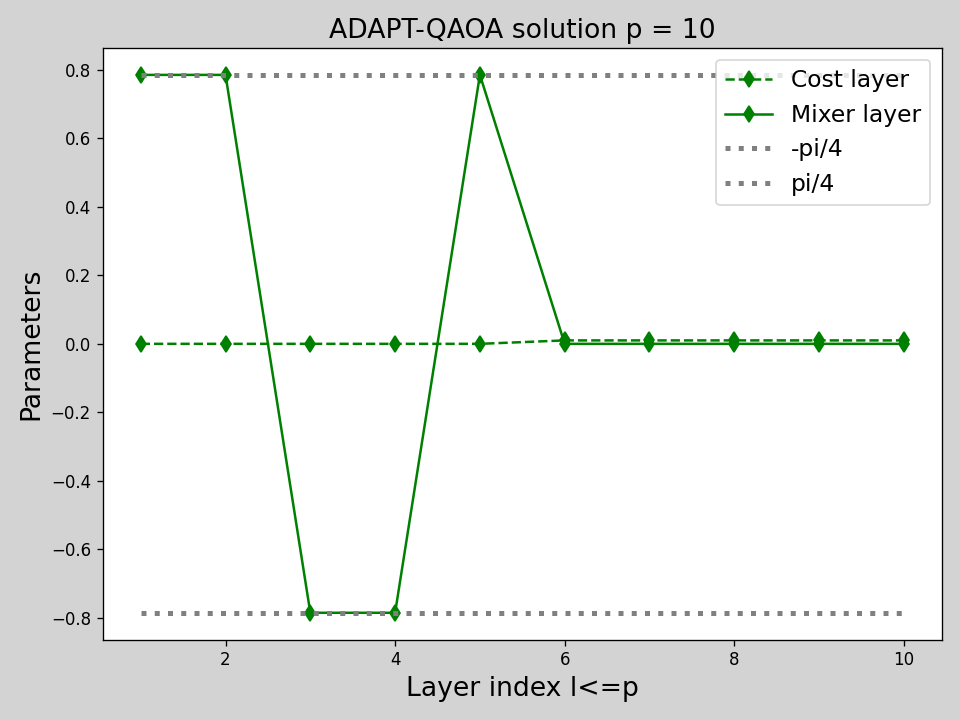 ADAPT-QAOA solution p = 10
Parameters
0.8
0.6
0.4
0.2
0.0
−0.2
−0.4
−0.6
−0.8
Cost layer
Mixer layer
-pi/4
pi/4
2 4 6 8 10
Layer index l<=p